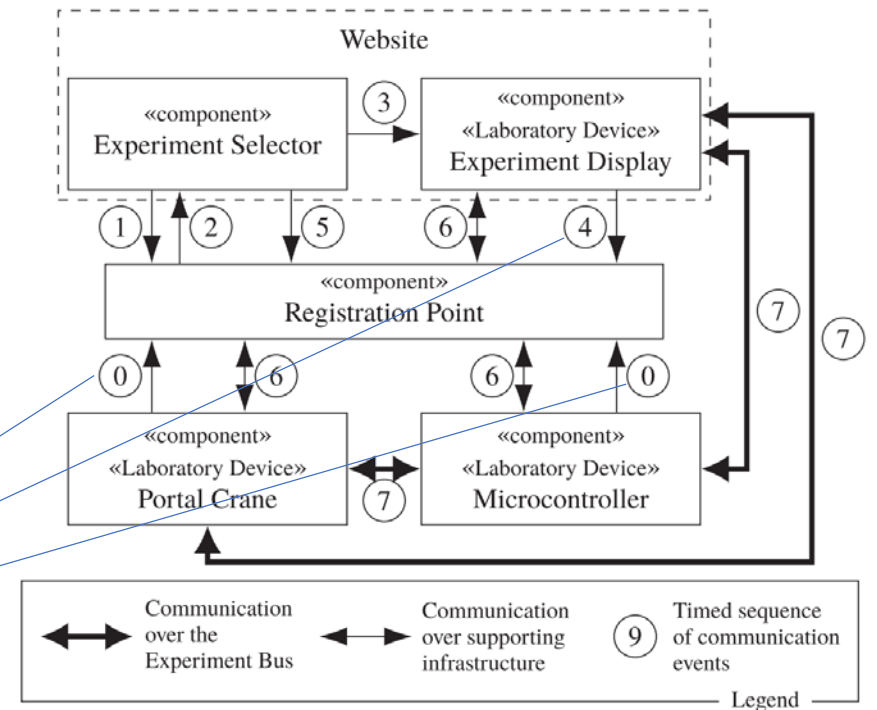 Website
«component»
Experiment Selector
3
«component»
«Laboratory Device»
Experiment Display
1
2
5
6
4
«component»
Registration Point
7
7
0
6
6
0
«component»
«Laboratory Device»
Portal Crane
7
«component»
«Laboratory Device»
Microcontroller
Communication
over the
Experiment Bus
Communication
over supporting
infrastructure
9
Timed sequence
of communication
events
Legend